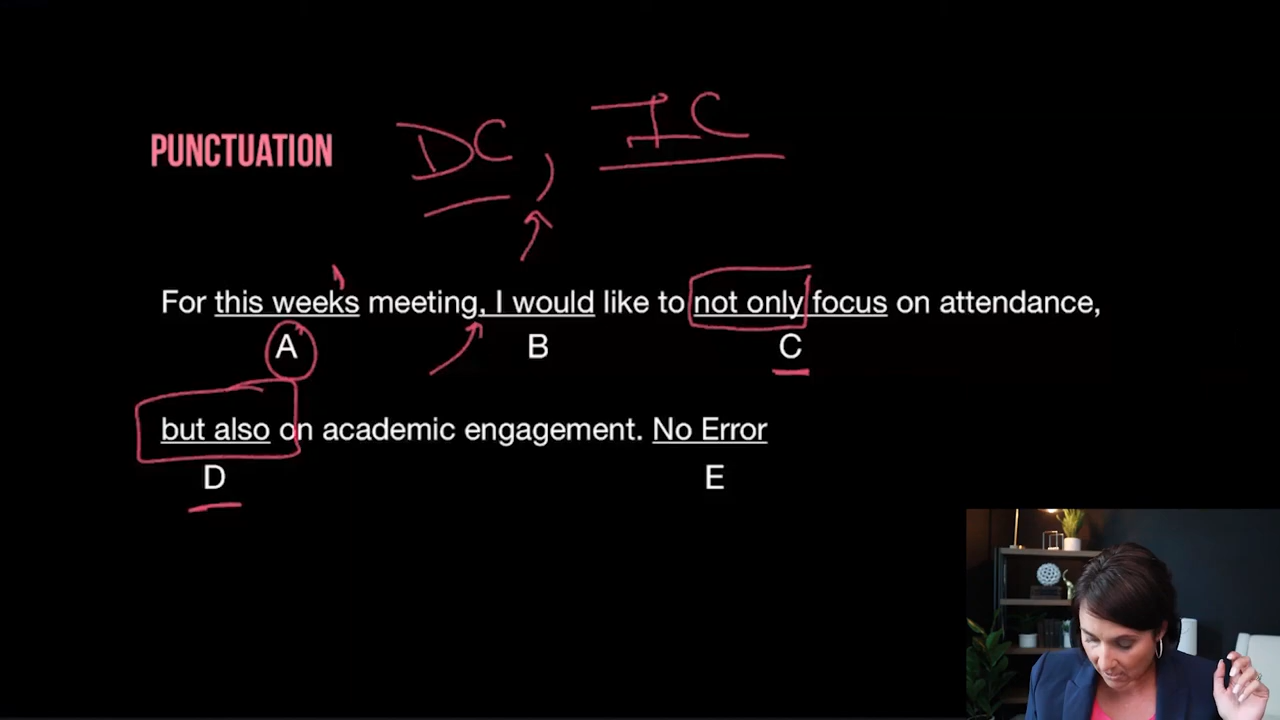 DC, IC
PUNCTUATION
For this weeks meeting, I would like to not only focus on attendance,
A B C
but also on academic engagement. No Error
D E